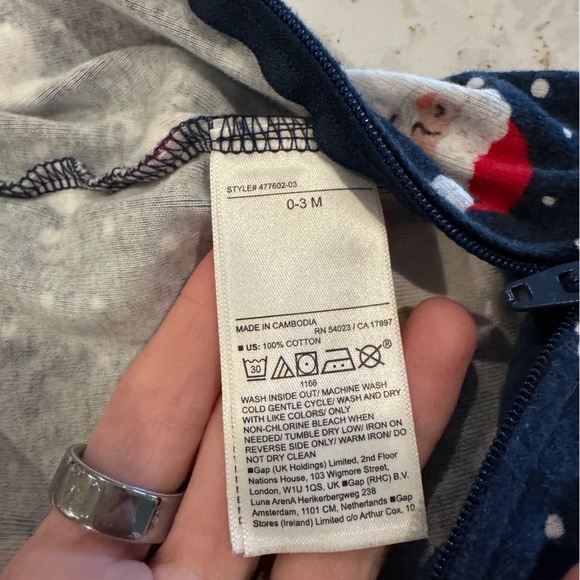 STYLE# 477602-03
0-3 M
MADE IN CAMBODIA
RN 54023 / CA 17897
■ US: 100% COTTON
30
®
1166
WASH INSIDE OUT/ MACHINE WASH
COLD GENTLE CYCLE/ WASH AND DRY
WITH LIKE COLORS/ ONLY
NON-CHLORINE BLEACH WHEN
NEEDED/ TUMBLE DRY LOW/ IRON ON
REVERSE SIDE ONLY/ WARM IRON/ DO
NOT DRY CLEAN
■Gap (UK Holdings) Limited, 2nd Floor
Nations House, 103 Wigmore Street,
London, W1U 1QS, UK ■Gap (RHC) B.V.
Luna ArenA Herikerbergweg 238
Amsterdam, 1101 CM, Netherlands ■Gap
Stores (Ireland) Limited c/o Arthur Cox, 10